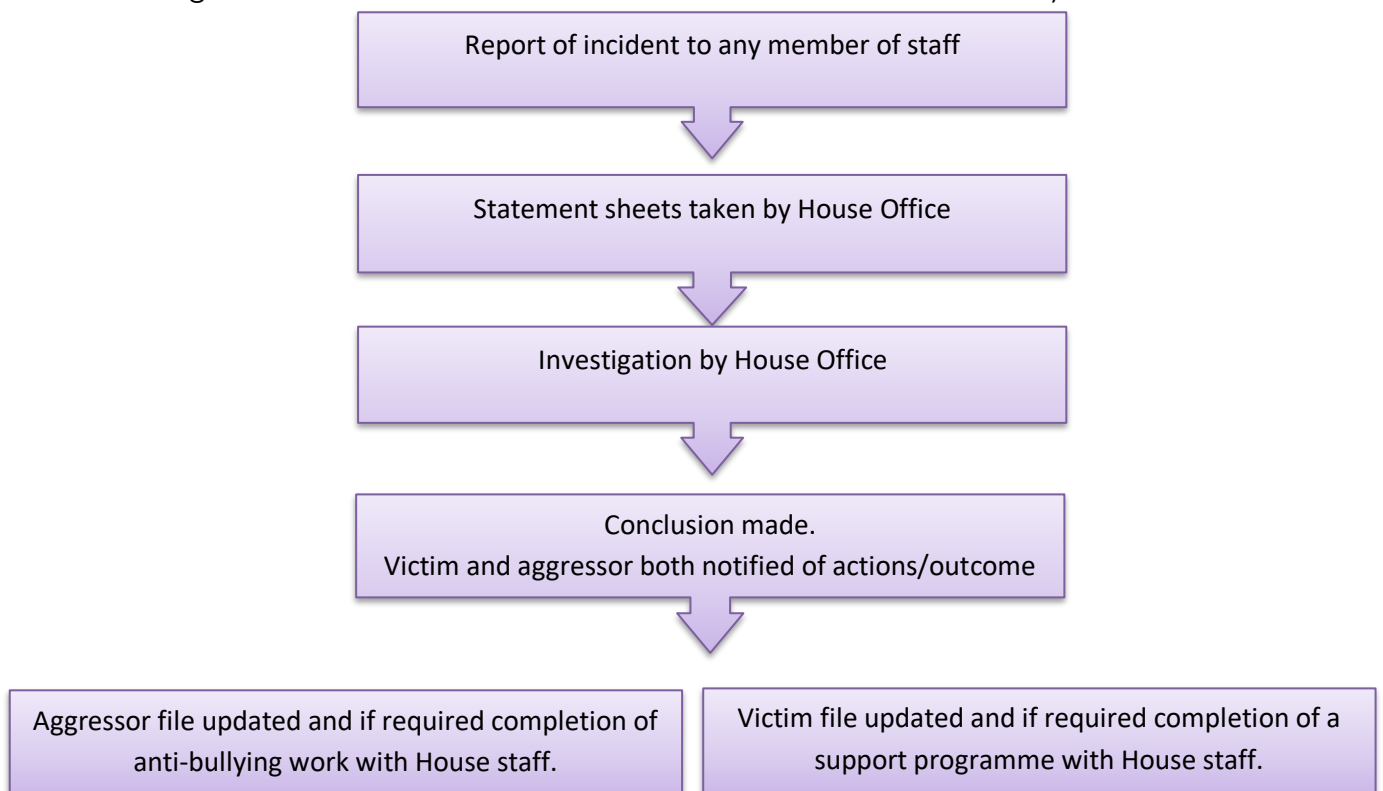 Report of incident to any member of staff
Statement sheets taken by House Office
Investigation by House Office
Conclusion made.
Victim and aggressor both notified of actions/outcome
Aggressor file updated and if required completion of
anti-bullying work with House staff.
Victim file updated and if required completion of a
support programme with House staff.